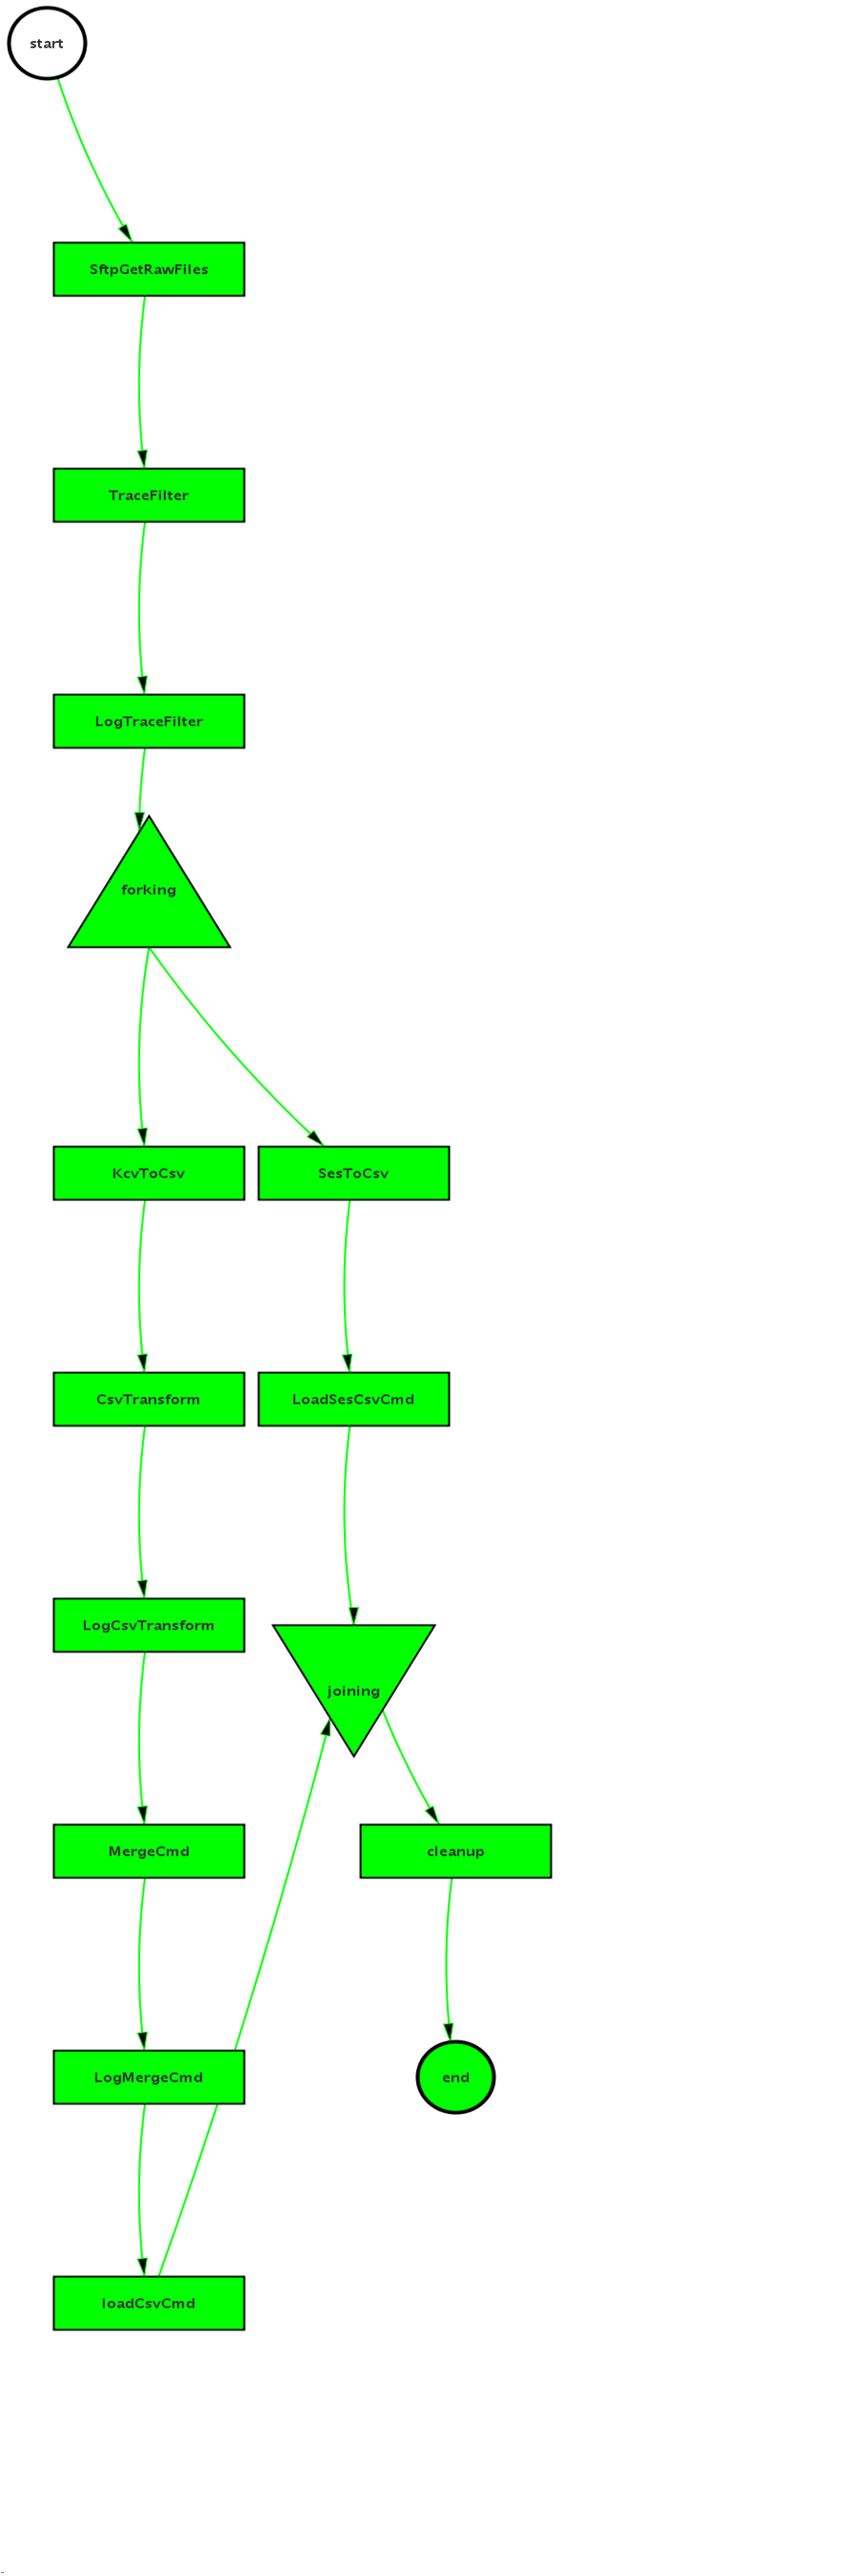 start
SftpGetRawFiles
TraceFilter
LogTraceFilter
forking
KcvToCsv
SesToCsv
CsvTransform
LoadSesCsvCmd
LogCsvTransform
joining
MergeCmd
cleanup
LogMergeCmd
end
loadCsvCmd